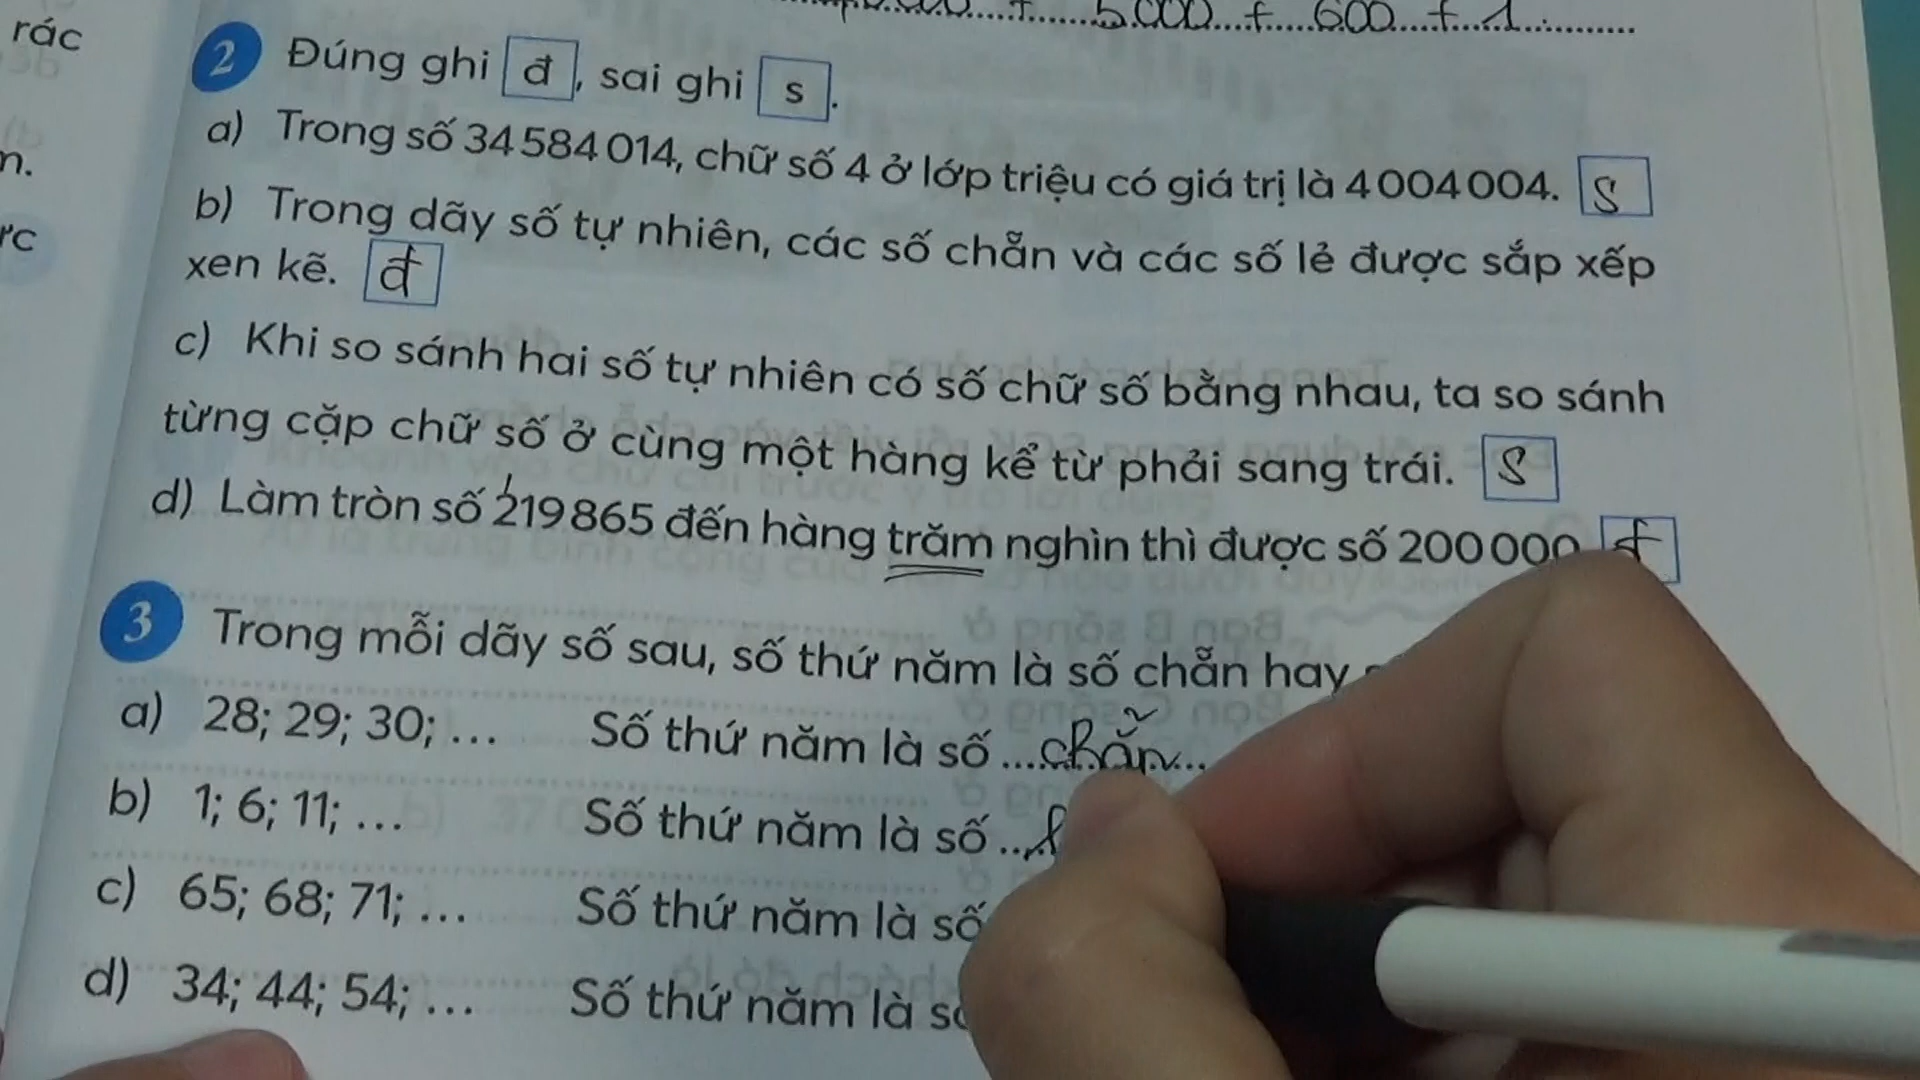 rác
5.000 + 600 + 1
2 Đúng ghi đ, sai ghi s.
n.
a) Trong số 34 584 014, chữ số 4 ở lớp triệu có giá trị là 4 004 004. s
ức
b) Trong dãy số tự nhiên, các số chẵn và các số lẻ được sắp xếp
xen kẽ. đ
c) Khi so sánh hai số tự nhiên có số chữ số bằng nhau, ta so sánh
từng cặp chữ số ở cùng một hàng kể từ phải sang trái. s
d) Làm tròn số 219 865 đến hàng trăm nghìn thì được số 200 000 đ
3 Trong mỗi dãy số sau, số thứ năm là số chẵn hay
a) 28; 29; 30; ... Số thứ năm là số ...chẵn...
b) 1; 6; 11; ... Số thứ năm là số ...l
c) 65; 68; 71; ... Số thứ năm là số
d) 34; 44; 54; ... Số thứ năm là số